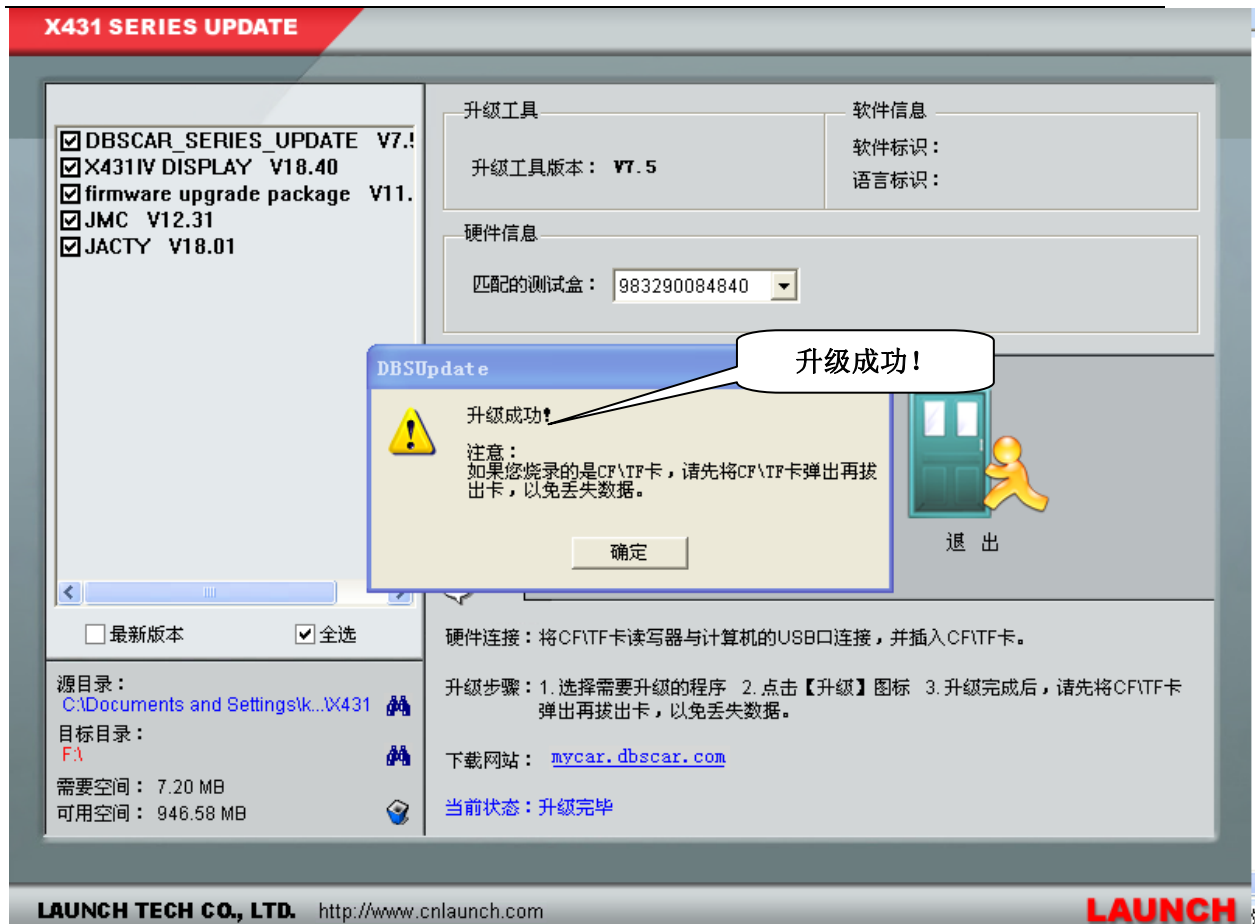 X431 SERIES UPDATE
DBSCAR_SERIES_UPDATE V7.5
X431IV DISPLAY V18.40
firmware upgrade package V11.
JMC V12.31
JACTY V18.01
最新版本
全选
源目录：
C:\Documents and Settings\k...\X431
目标目录：
F:\
需要空间： 7.20 MB
可用空间： 946.58 MB
升级工具
升级工具版本： V7.5
软件信息
软件标识：
语言标识：
硬件信息
匹配的测试盒： 983290084840
DBSUpdate
升级成功！
升级成功!
注意：
如果您烧录的是CF\TF卡，请先将CF\TF卡弹出再拔
出卡，以免丢失数据。
确定
退 出
硬件连接：将CF\TF卡读写器与计算机的USB口连接，并插入CF\TF卡。
升级步骤：1. 选择需要升级的程序 2. 点击【升级】图标 3. 升级完成后，请先将CF\TF卡
弹出再拔出卡，以免丢失数据。
下载网站： mycar.dbscar.com
当前状态：升级完毕
LAUNCH TECH CO., LTD. http://www.cnlaunch.com
LAUNCH